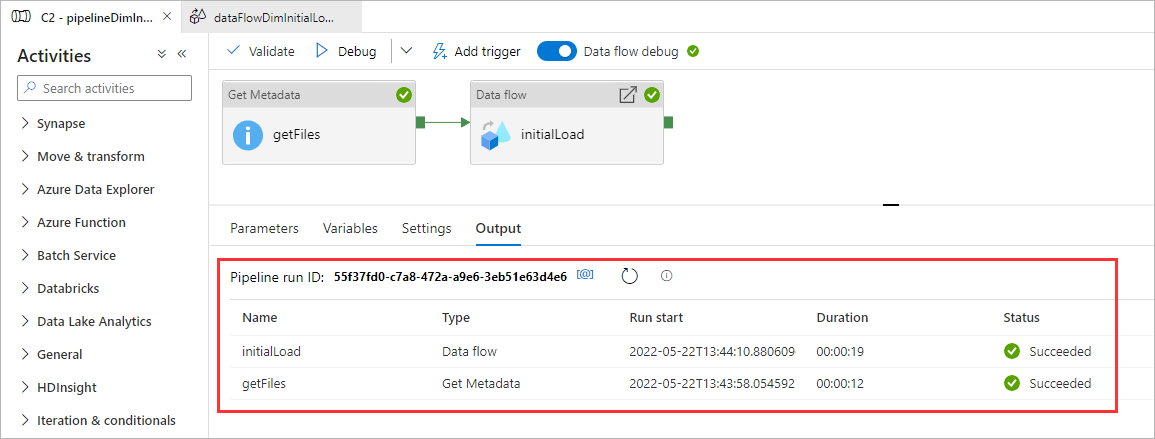 C2 - pipelineDimIn...
dataFlowDimInitialLo...
Activities
Search activities
Synapse
Move & transform
Azure Data Explorer
Azure Function
Batch Service
Databricks
Data Lake Analytics
General
HDInsight
Iteration & conditionals
Validate Debug Add trigger Data flow debug
Get Metadata
getFiles
Data flow
initialLoad
Parameters Variables Settings Output
Pipeline run ID: 55f37fd0-c7a8-472a-a9e6-3eb51e63d4e6 [@]
Name Type Run start Duration Status
initialLoad Data flow 2022-05-22T13:44:10.880609 00:00:19 Succeeded
getFiles Get Metadata 2022-05-22T13:43:58.054592 00:00:12 Succeeded